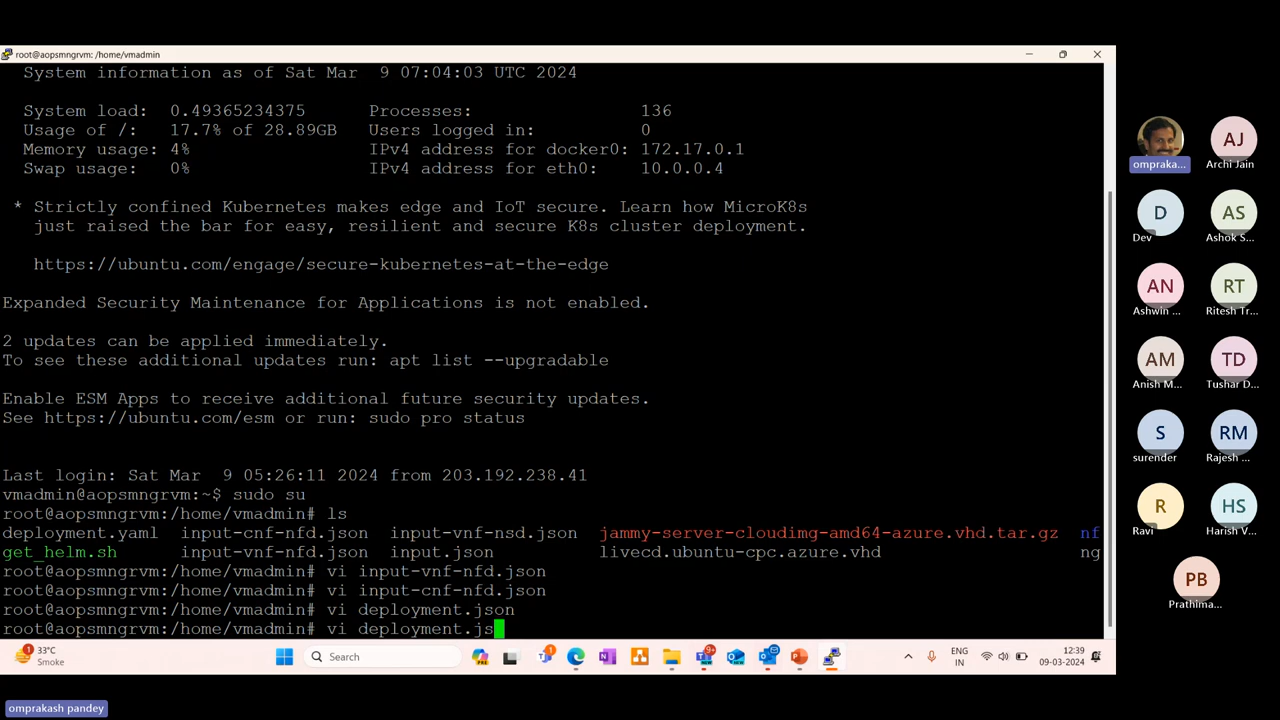 root@aopsmngrvm: /home/vmadmin
System information as of Sat Mar  9 07:04:03 UTC 2024
System load:  0.49365234375      Processes:                136
Usage of /:   17.7% of 28.89GB   Users logged in:          0
Memory usage: 4%                 IPv4 address for docker0: 172.17.0.1
Swap usage:   0%                 IPv4 address for eth0:    10.0.0.4
* Strictly confined Kubernetes makes edge and IoT secure. Learn how MicroK8s
just raised the bar for easy, resilient and secure K8s cluster deployment.
https://ubuntu.com/engage/secure-kubernetes-at-the-edge
Expanded Security Maintenance for Applications is not enabled.
2 updates can be applied immediately.
To see these additional updates run: apt list --upgradable
Enable ESM Apps to receive additional future security updates.
See https://ubuntu.com/esm or run: sudo pro status
Last login: Sat Mar  9 05:26:11 2024 from 203.192.238.41
vmadmin@aopsmngrvm:~$ sudo su
root@aopsmngrvm:/home/vmadmin# ls
deployment.yaml  input-cnf-nfd.json  input-vnf-nsd.json  jammy-server-cloudimg-amd64-azure.vhd.tar.gz  nf
get_helm.sh      input-vnf-nfd.json  input.json          livecd.ubuntu-cpc.azure.vhd                   ng
root@aopsmngrvm:/home/vmadmin# vi input-vnf-nfd.json
root@aopsmngrvm:/home/vmadmin# vi input-cnf-nfd.json
root@aopsmngrvm:/home/vmadmin# vi deployment.json
root@aopsmngrvm:/home/vmadmin# vi deployment.js
1
33°C
Smoke
Search
PRE
1
NEW
9+
NEW
ENG
IN
12:39
09-03-2024
ompraka...
AJ
Archi Jain
D
Dev
AS
Ashok S...
AN
Ashwin ...
RT
Ritesh Tr...
AM
Anish M...
TD
Tushar D...
S
surender
RM
Rajesh ...
R
Ravi
HS
Harish V...
PB
Prathima...
omprakash pandey